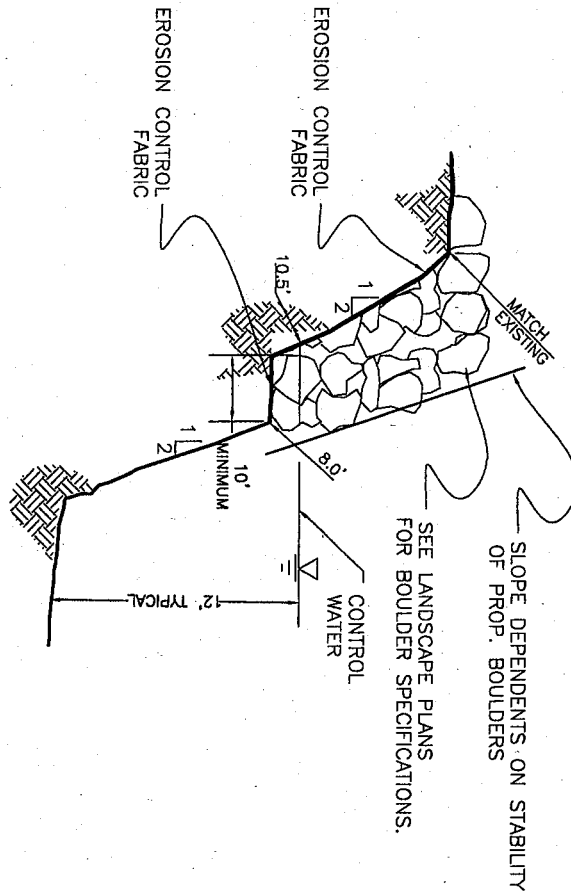 SLOPE DEPENDENTS ON STABILITY
OF PROP. BOULDERS
SEE LANDSCAPE PLANS
FOR BOULDER SPECIFICATIONS.
CONTROL
WATER
MATCH
EXISTING
8.0'
12' TYPICAL
1
2
10.5'
10'
MINIMUM
1
2
EROSION CONTROL
FABRIC
EROSION CONTROL
FABRIC